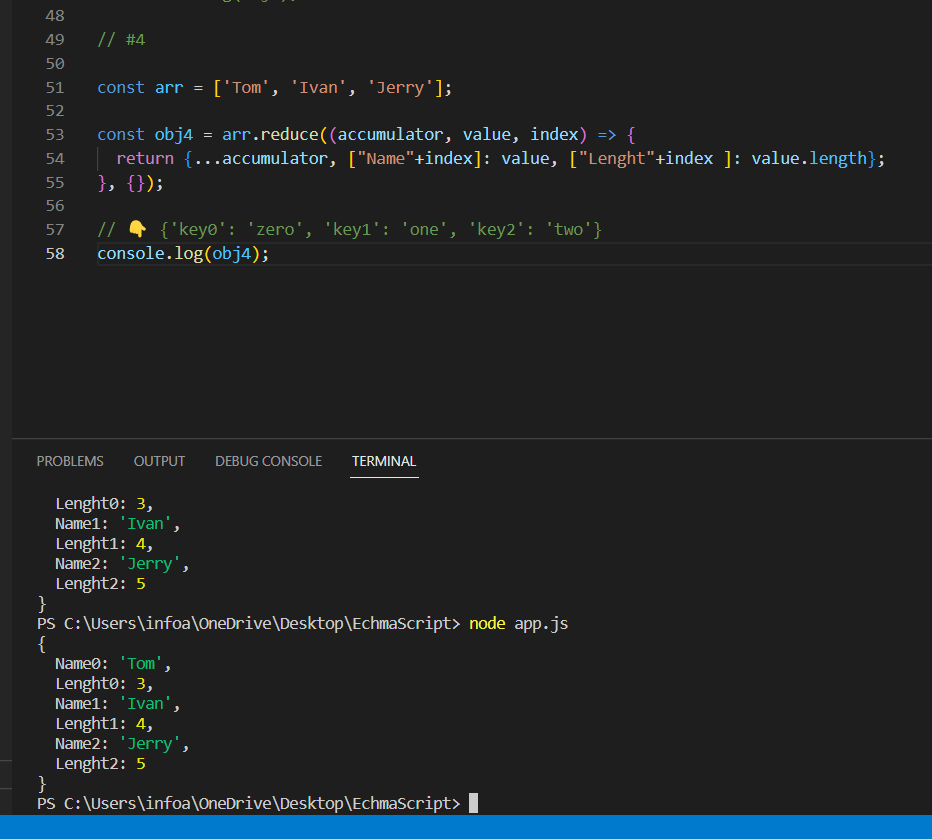 48
49 // #4
50
51 const arr = ['Tom', 'Ivan', 'Jerry'];
52
53 const obj4 = arr.reduce((accumulator, value, index) => {
54 return {...accumulator, ["Name"+index]: value, ["Lenght"+index ]: value.length};
55 }, {});
56
57 // 👇 {'key0': 'zero', 'key1': 'one', 'key2': 'two'}
58 console.log(obj4);
PROBLEMS OUTPUT DEBUG CONSOLE TERMINAL
Lenght0: 3,
Name1: 'Ivan',
Lenght1: 4,
Name2: 'Jerry',
Lenght2: 5
}
PS C:\Users\infoa\OneDrive\Desktop\EchmaScript> node app.js
{
Name0: 'Tom',
Lenght0: 3,
Name1: 'Ivan',
Lenght1: 4,
Name2: 'Jerry',
Lenght2: 5
}
PS C:\Users\infoa\OneDrive\Desktop\EchmaScript>